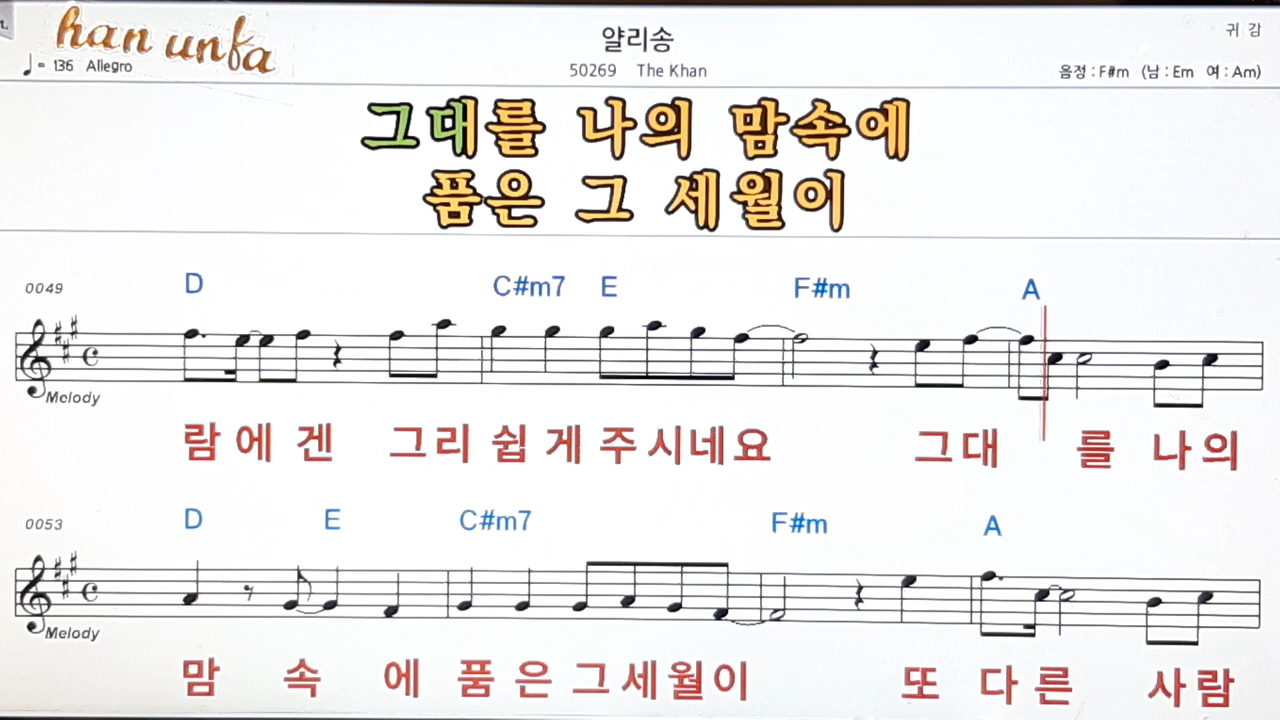 han unfa
얄리송
귀 감
♩= 136 Allegro
50269 The Khan
음정 : F#m (남 : Em 여 : Am)
그대를 나의 맘속에
품은 그 세월이
0049 D C#m7 E F#m A
Melody
람에 겐 그리 쉽 게 주시네요 그대 를 나의
0053 D E C#m7 F#m A
Melody
맘 속 에 품 은 그세월이 또 다른 사람